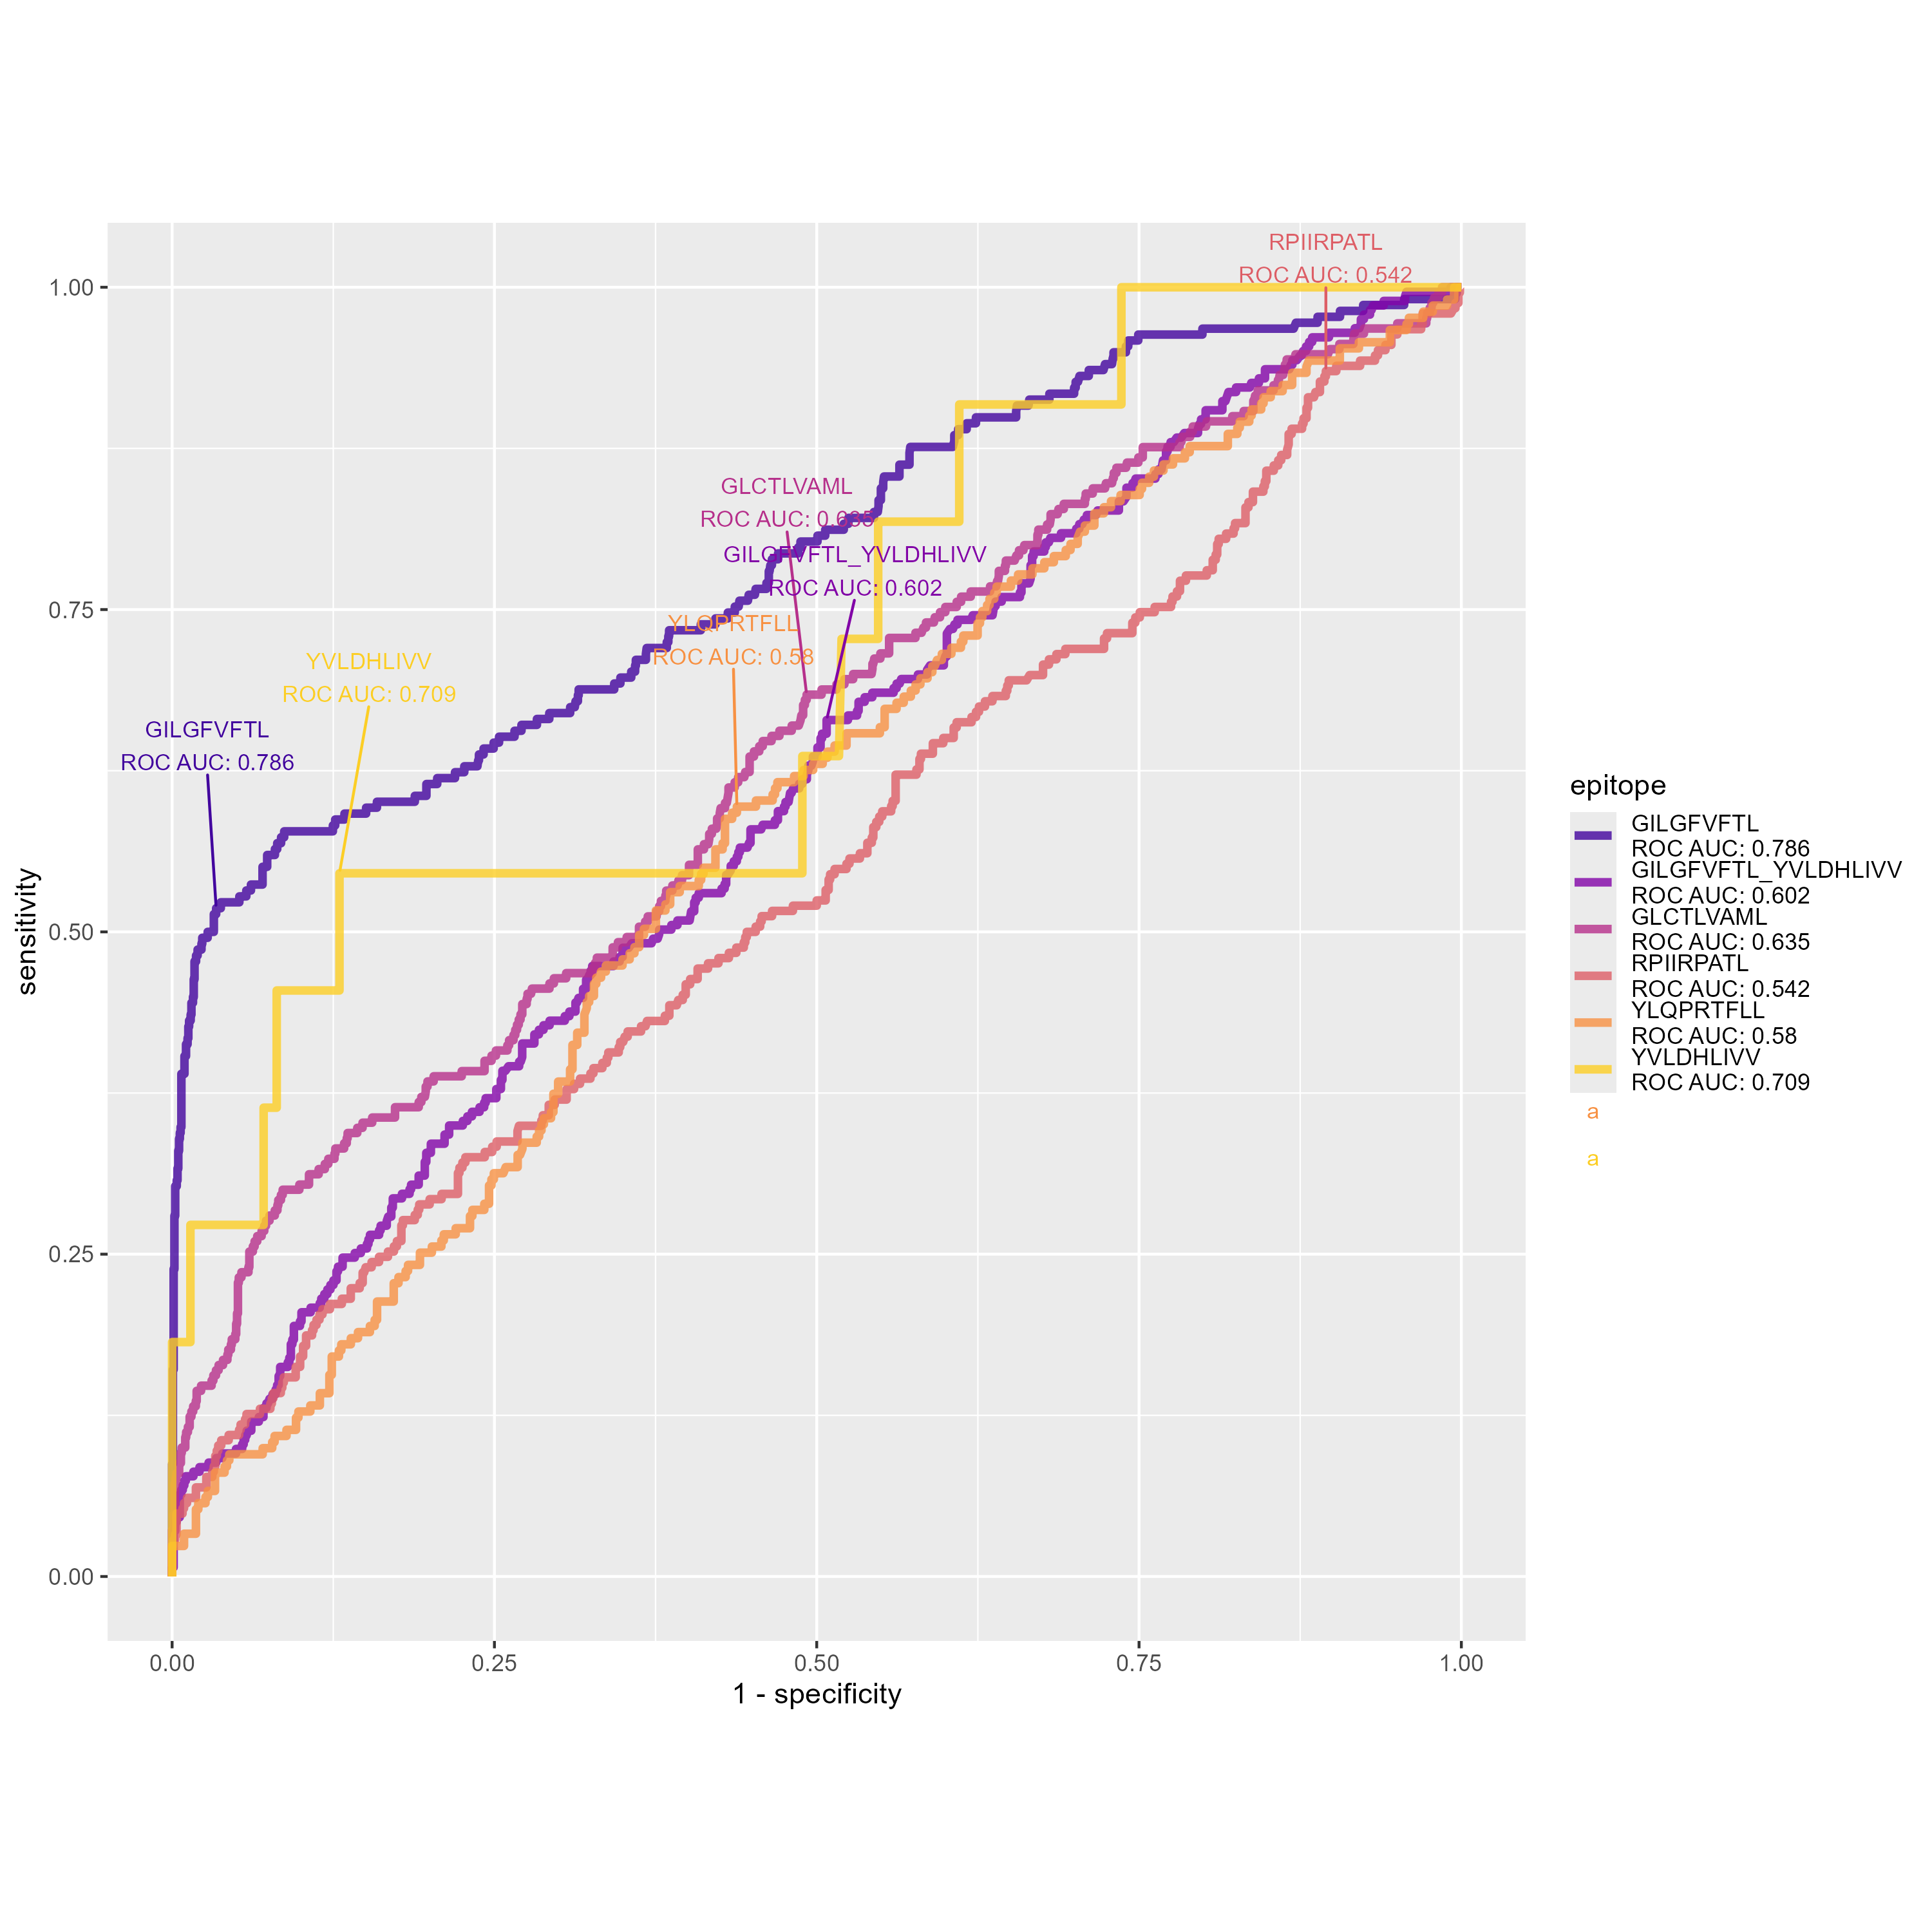 RPIIRPATL
ROC AUC: 0.542
1.00
GLCTLVAML
ROC AUC: 0.635
GILGFVFTL_YVLDHLIVV
ROC AUC: 0.602
0.75
YLQPRTFLL
ROC AUC: 0.58
YVLDHLIVV
ROC AUC: 0.709
GILGFVFTL
ROC AUC: 0.786
0.50
0.25
0.00
sensitivity
0.00 0.25 0.50 0.75 1.00
1 - specificity
epitope
GILGFVFTL
ROC AUC: 0.786
GILGFVFTL_YVLDHLIVV
ROC AUC: 0.602
GLCTLVAML
ROC AUC: 0.635
RPIIRPATL
ROC AUC: 0.542
YLQPRTFLL
ROC AUC: 0.58
YVLDHLIVV
ROC AUC: 0.709
a
a